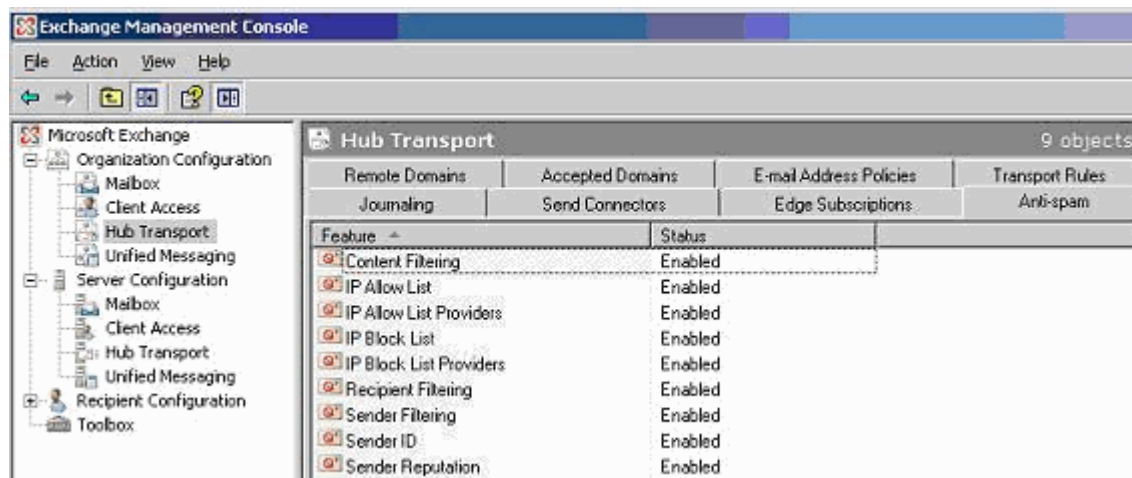 Exchange Management Console
File Action View Help
Microsoft Exchange
Organization Configuration
Mailbox
Client Access
Hub Transport
Unified Messaging
Server Configuration
Mailbox
Client Access
Hub Transport
Unified Messaging
Recipient Configuration
Toolbox
Hub Transport 9 objects
Remote Domains Accepted Domains E-mail Address Policies Transport Rules
Journaling Send Connectors Edge Subscriptions Anti-spam
Feature Status
Content Filtering Enabled
IP Allow List Enabled
IP Allow List Providers Enabled
IP Block List Enabled
IP Block List Providers Enabled
Recipient Filtering Enabled
Sender Filtering Enabled
Sender ID Enabled
Sender Reputation Enabled